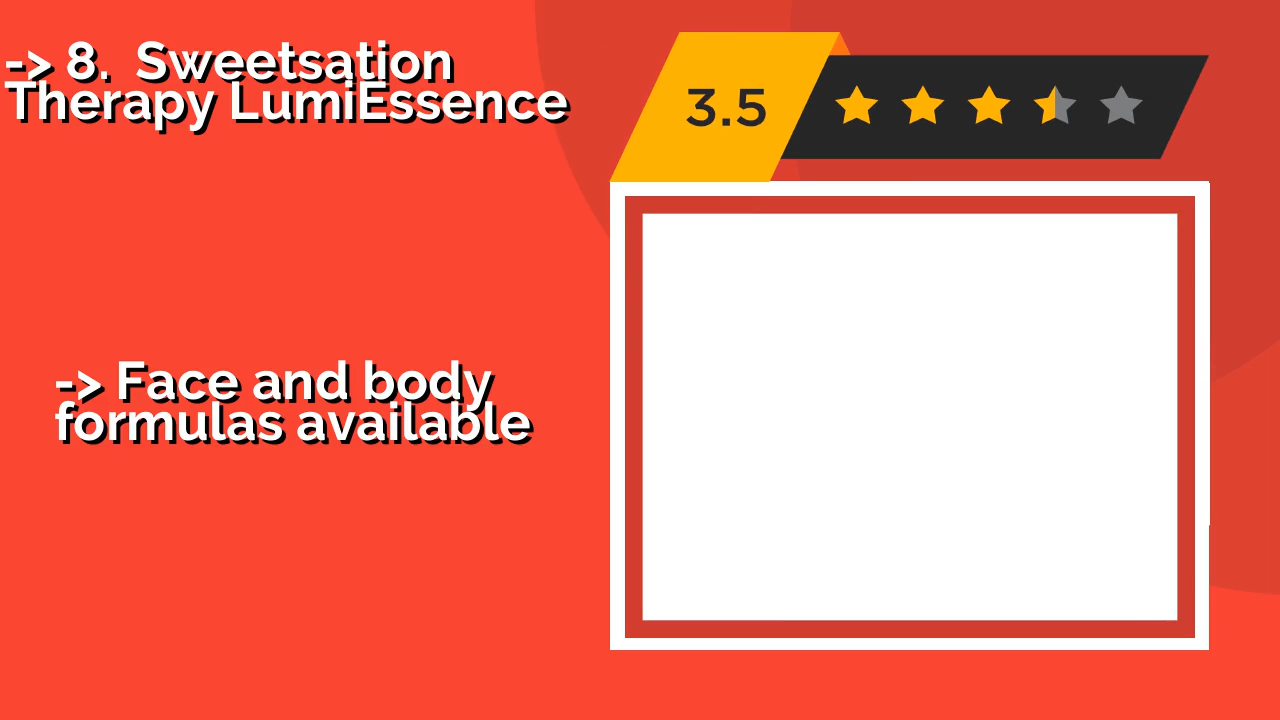 -> 8.  Sweetsation
Therapy LumiEssence
3.5
-> Face and body
formulas available